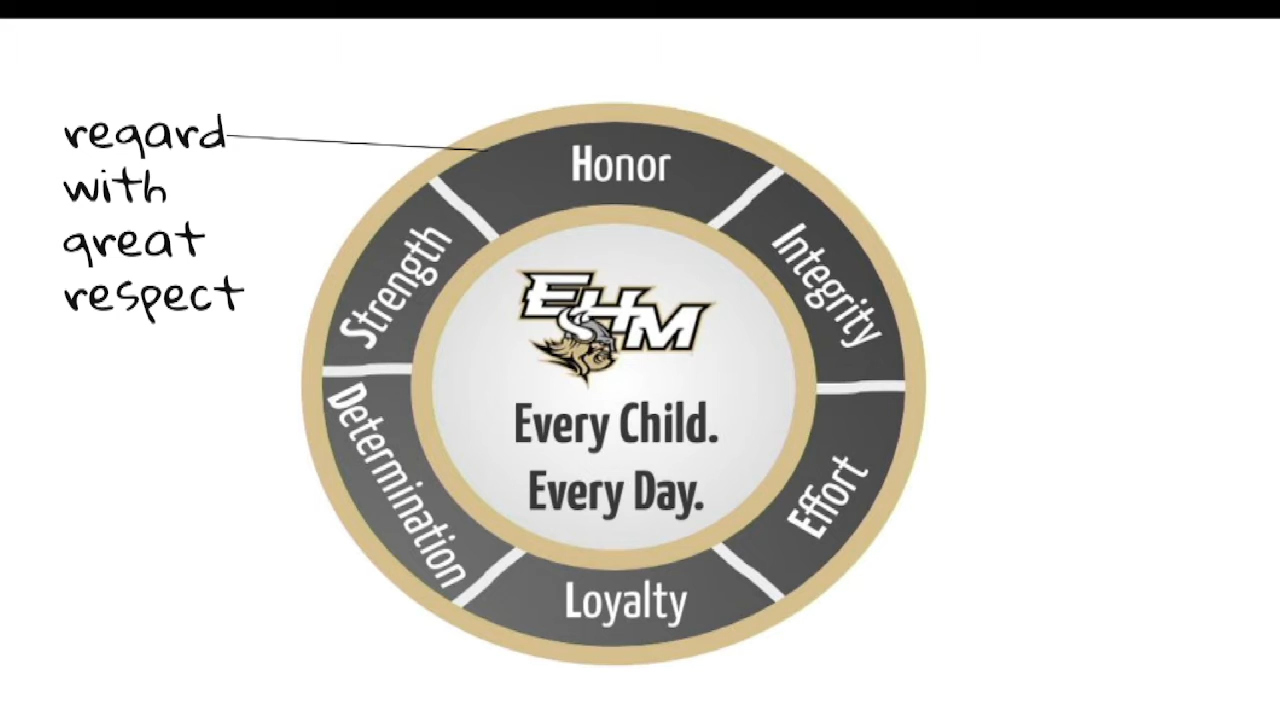 regard
with
great
respect
Honor
Integrity
Effort
Loyalty
Determination
Strength
EHM
Every Child.
Every Day.